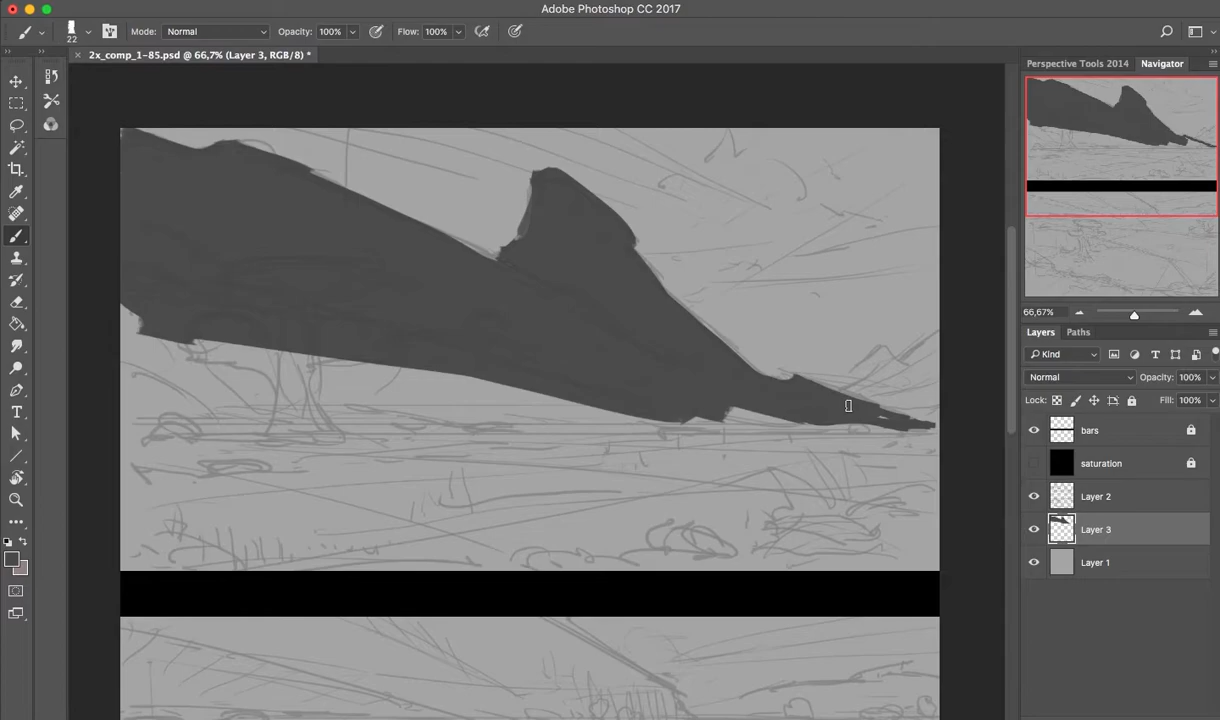 Adobe Photoshop CC 2017
22
Mode: Normal
Opacity: 100%
Flow: 100%
2x_comp_1-85.psd @ 66,7% (Layer 3, RGB/8) *
Perspective Tools 2014
Navigator
66,67%
Layers
Paths
Kind
Normal
Opacity: 100%
Lock:
Fill: 100%
bars
saturation
Layer 2
Layer 3
Layer 1